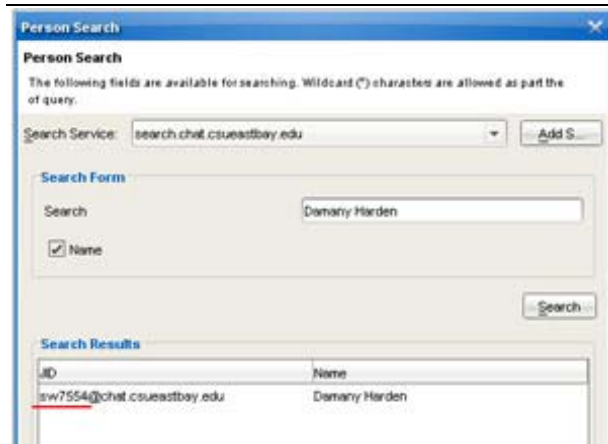 Person Search
Person Search
The following fields are available for searching. Wildcard (*) characters are allowed as part the
of query.
Search Service: search.chat.csueastbay.edu Add S...
Search Form
Search Damany Harden
Name
Search
Search Results
JID Name
sw7554@chat.csueastbay.edu Damany Harden